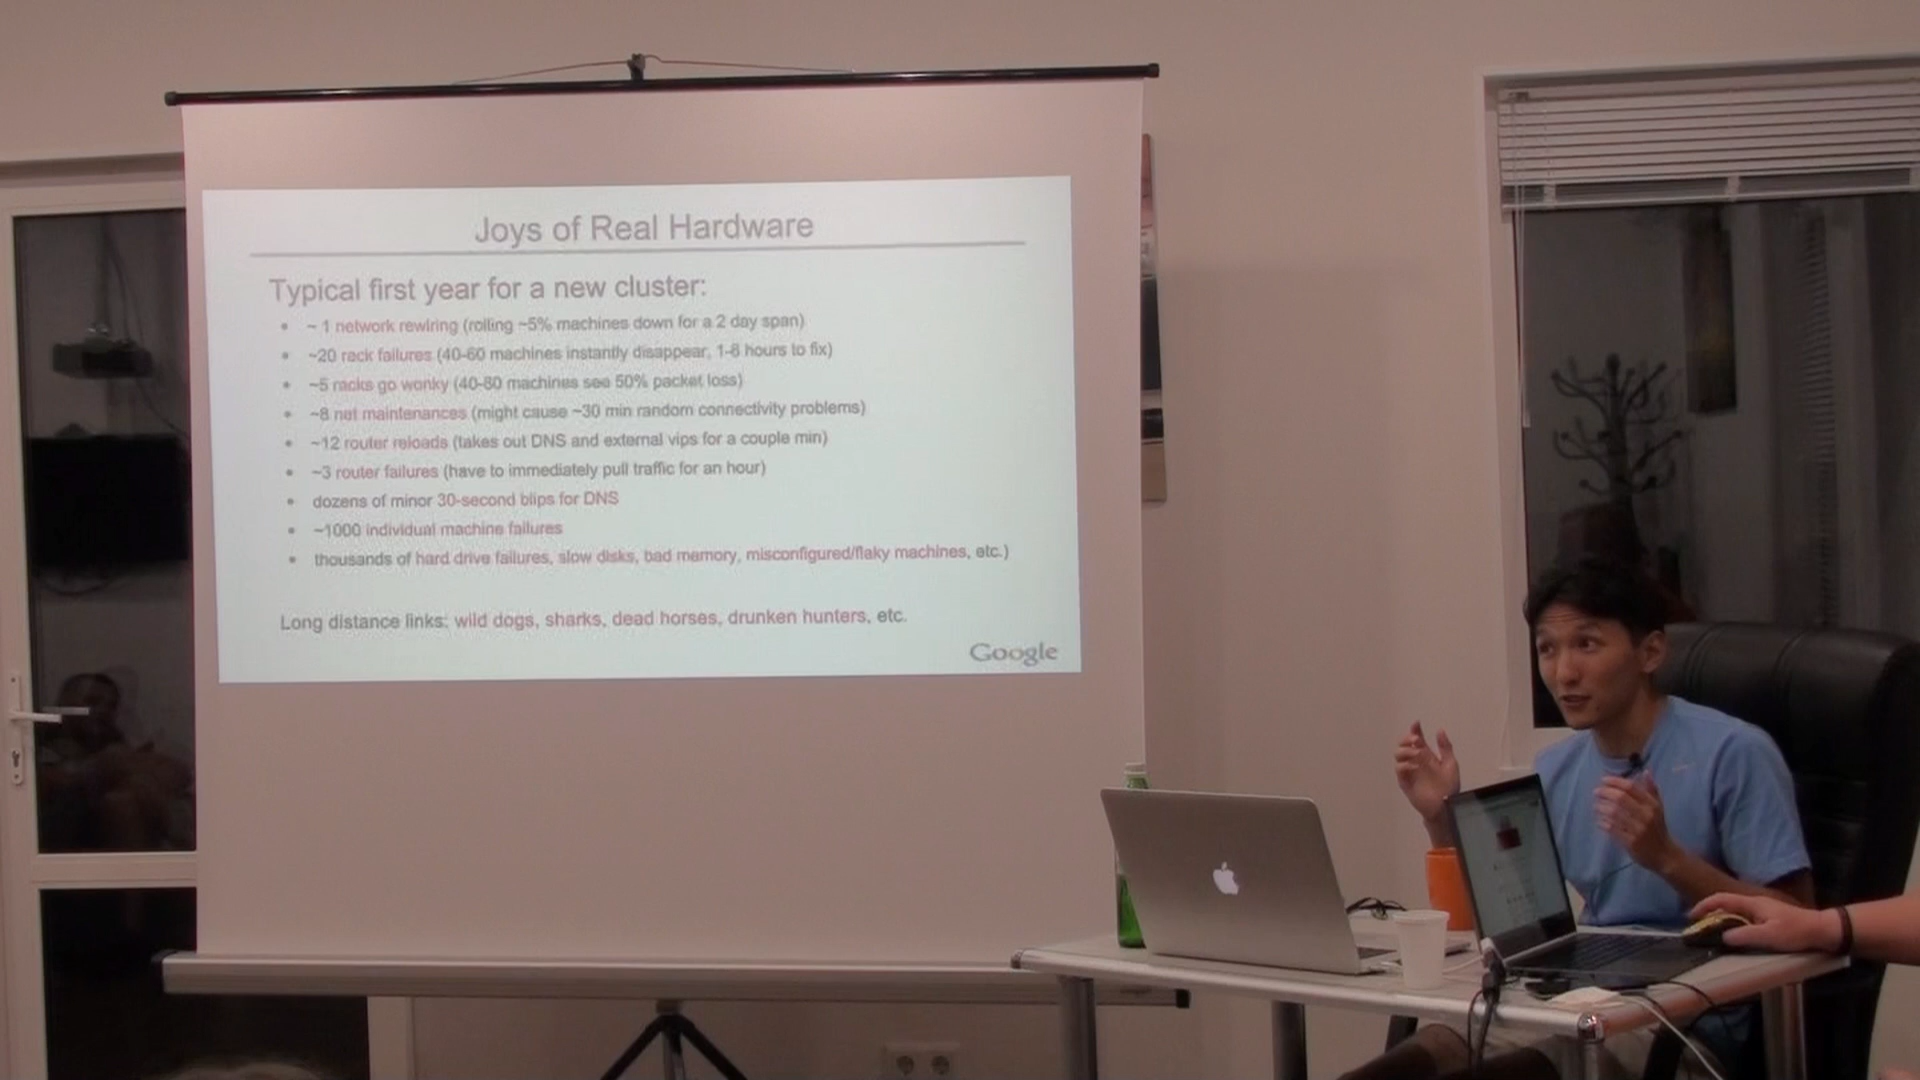 Joys of Real Hardware
Typical first year for a new cluster:
• ~ 1 network rewiring (rolling ~5% machines down for a 2 day span)
• ~20 rack failures (40-60 machines instantly disappear, 1-6 hours to fix)
• ~5 racks go wonky (40-80 machines see 50% packet loss)
• ~8 net maintenances (might cause ~30 min random connectivity problems)
• ~12 router reloads (takes out DNS and external vips for a couple min)
• ~3 router failures (have to immediately pull traffic for an hour)
• dozens of minor 30-second blips for DNS
• ~1000 individual machine failures
• thousands of hard drive failures, slow disks, bad memory, misconfigured/flaky machines, etc.)
Long distance links: wild dogs, sharks, dead horses, drunken hunters, etc.
Google